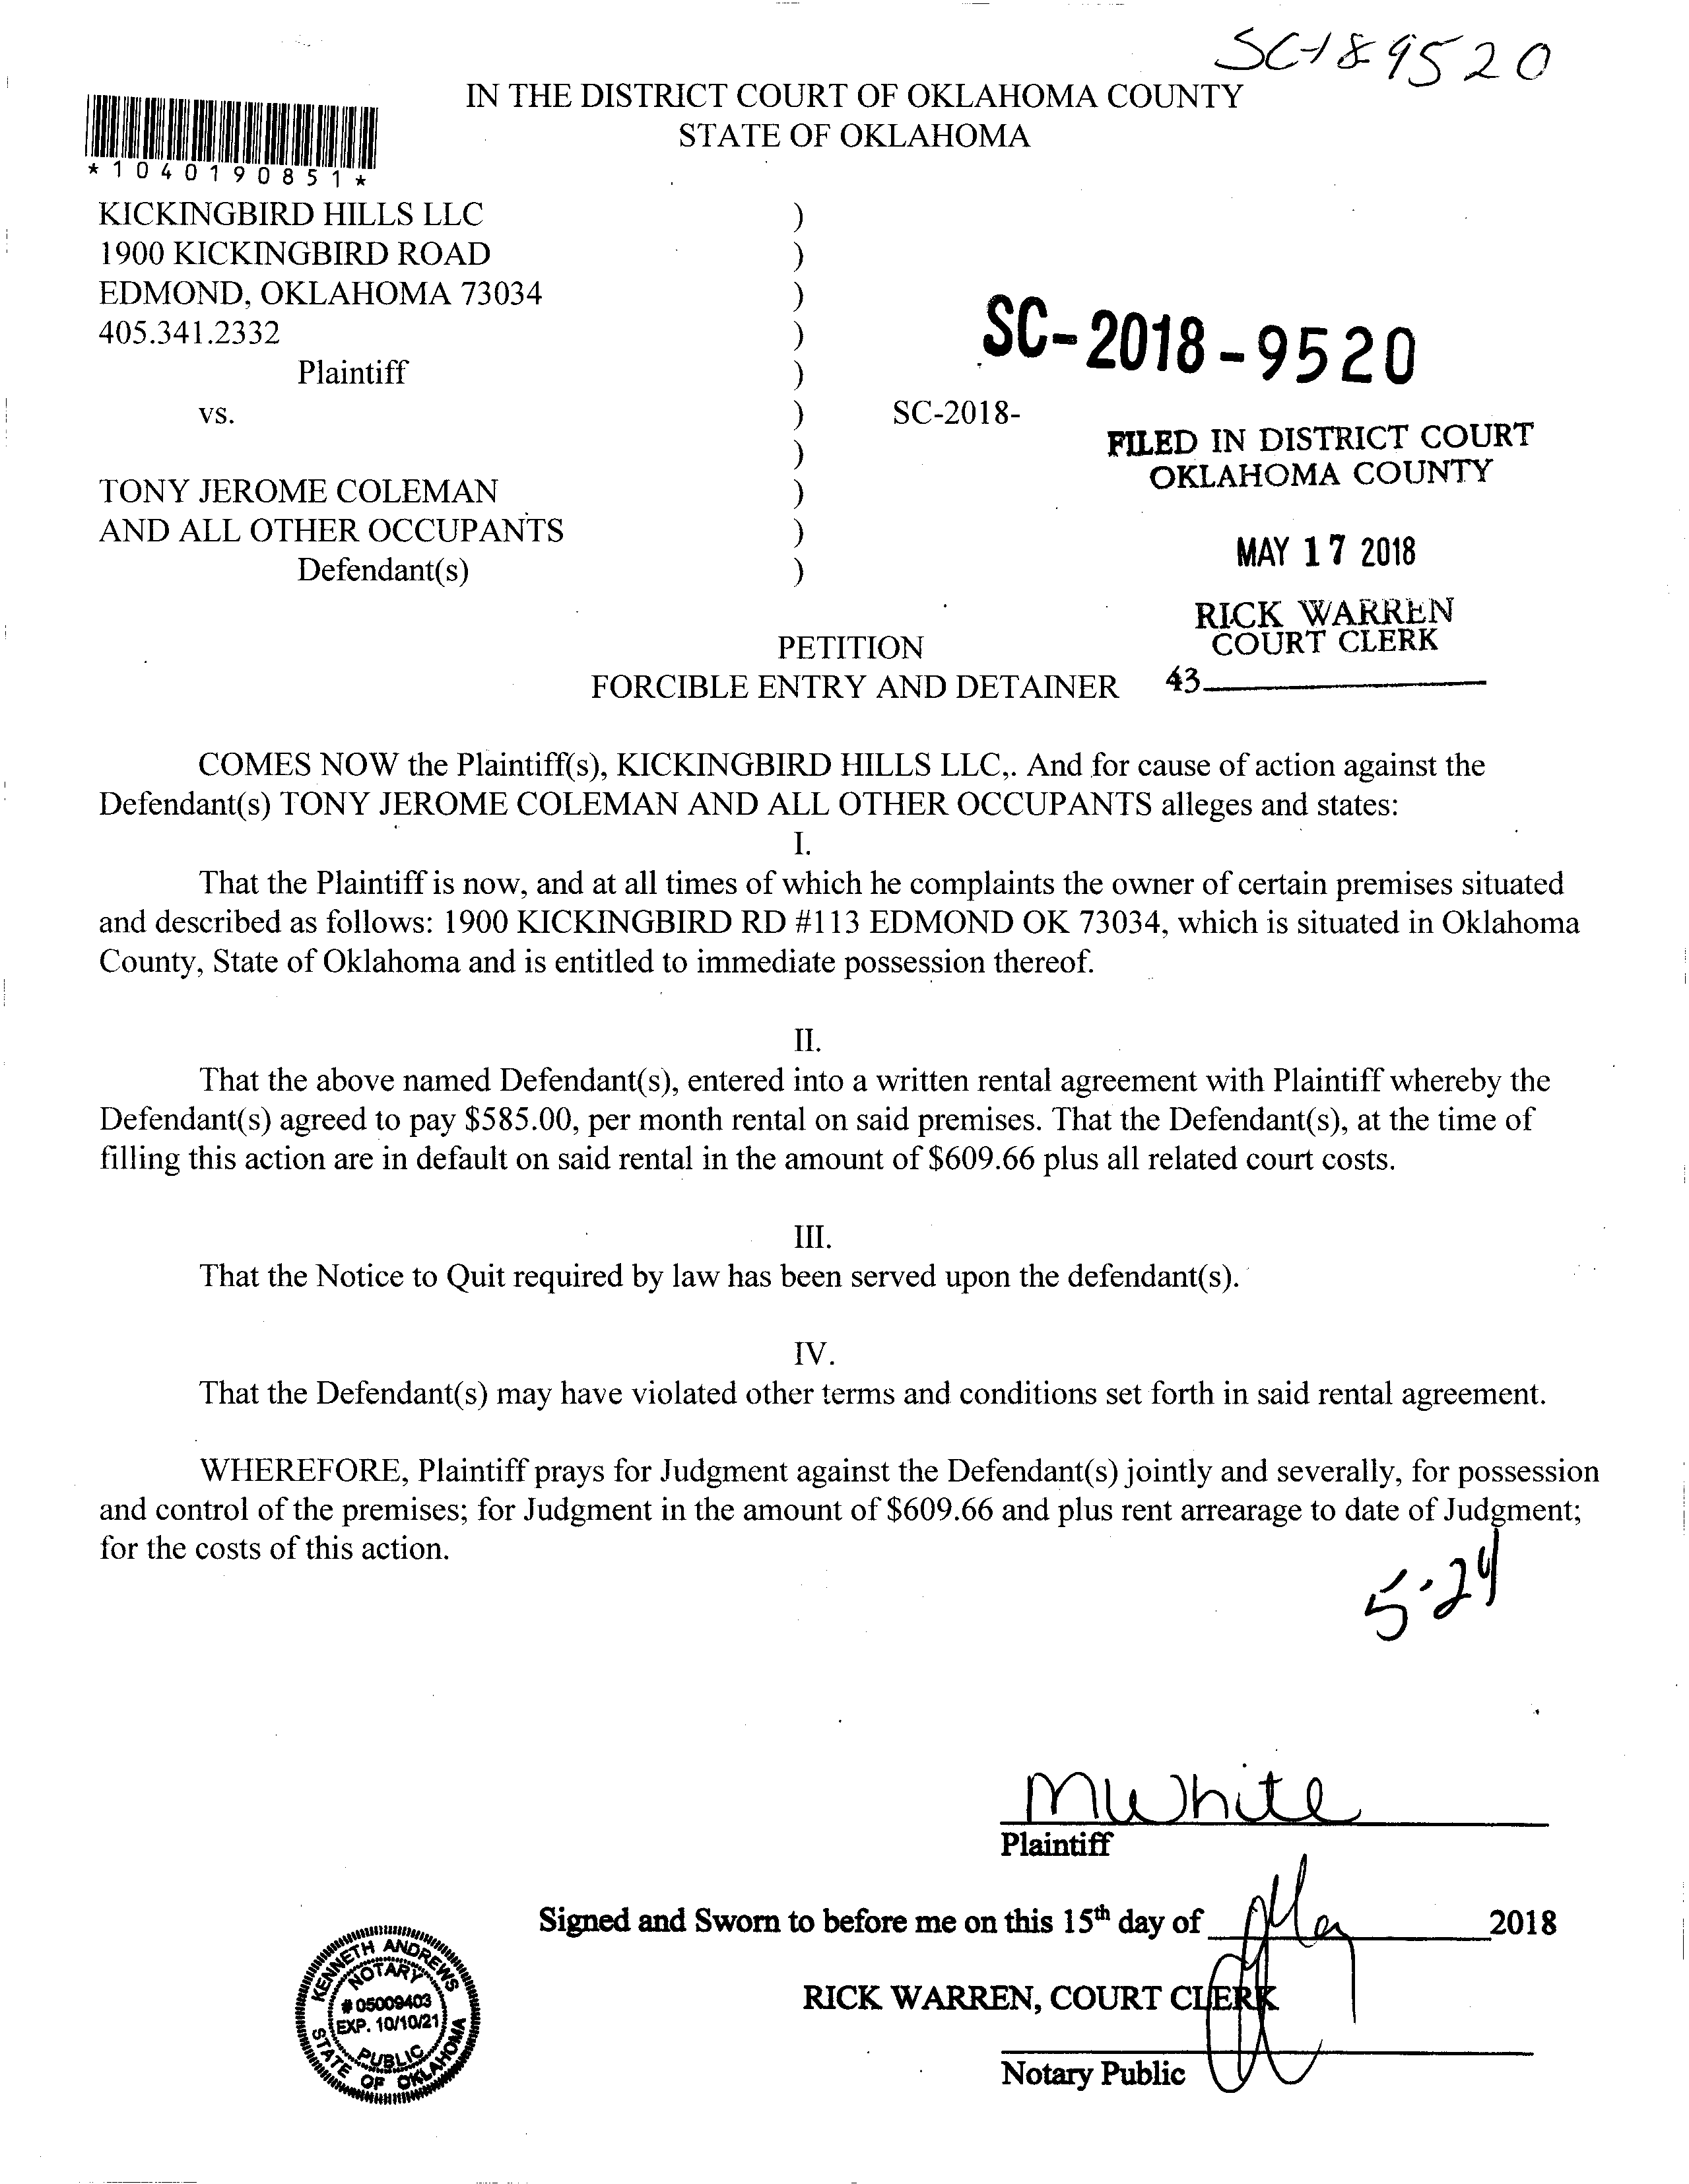 SC-18-9520
IN THE DISTRICT COURT OF OKLAHOMA COUNTY
STATE OF OKLAHOMA
*1040190851*
KICKINGBIRD HILLS LLC )
1900 KICKINGBIRD ROAD )
EDMOND, OKLAHOMA 73034 )
405.341.2332 )
SC-2018-9520
Plaintiff )
vs. ) SC-2018-
)
FILED IN DISTRICT COURT
OKLAHOMA COUNTY
TONY JEROME COLEMAN )
AND ALL OTHER OCCUPANTS )
MAY 17 2018
Defendant(s) )
RICK WARREN
COURT CLERK
43
PETITION
FORCIBLE ENTRY AND DETAINER
COMES NOW the Plaintiff(s), KICKINGBIRD HILLS LLC,. And for cause of action against the
Defendant(s) TONY JEROME COLEMAN AND ALL OTHER OCCUPANTS alleges and states:
I.
That the Plaintiff is now, and at all times of which he complaints the owner of certain premises situated
and described as follows: 1900 KICKINGBIRD RD #113 EDMOND OK 73034, which is situated in Oklahoma
County, State of Oklahoma and is entitled to immediate possession thereof.
II.
That the above named Defendant(s), entered into a written rental agreement with Plaintiff whereby the
Defendant(s) agreed to pay $585.00, per month rental on said premises. That the Defendant(s), at the time of
filling this action are in default on said rental in the amount of $609.66 plus all related court costs.
III.
That the Notice to Quit required by law has been served upon the defendant(s).
IV.
That the Defendant(s) may have violated other terms and conditions set forth in said rental agreement.
WHEREFORE, Plaintiff prays for Judgment against the Defendant(s) jointly and severally, for possession
and control of the premises; for Judgment in the amount of $609.66 and plus rent arrearage to date of Judgment;
for the costs of this action.
5-24
MWhite
Plaintiff
Signed and Sworn to before me on this 15th day of May 2018
RICK WARREN, COURT CLERK
Notary Public
KENNETH ANDREWS
NOTARY
# 05009403
EXP. 10/10/21
PUBLIC
STATE OF OKLAHOMA